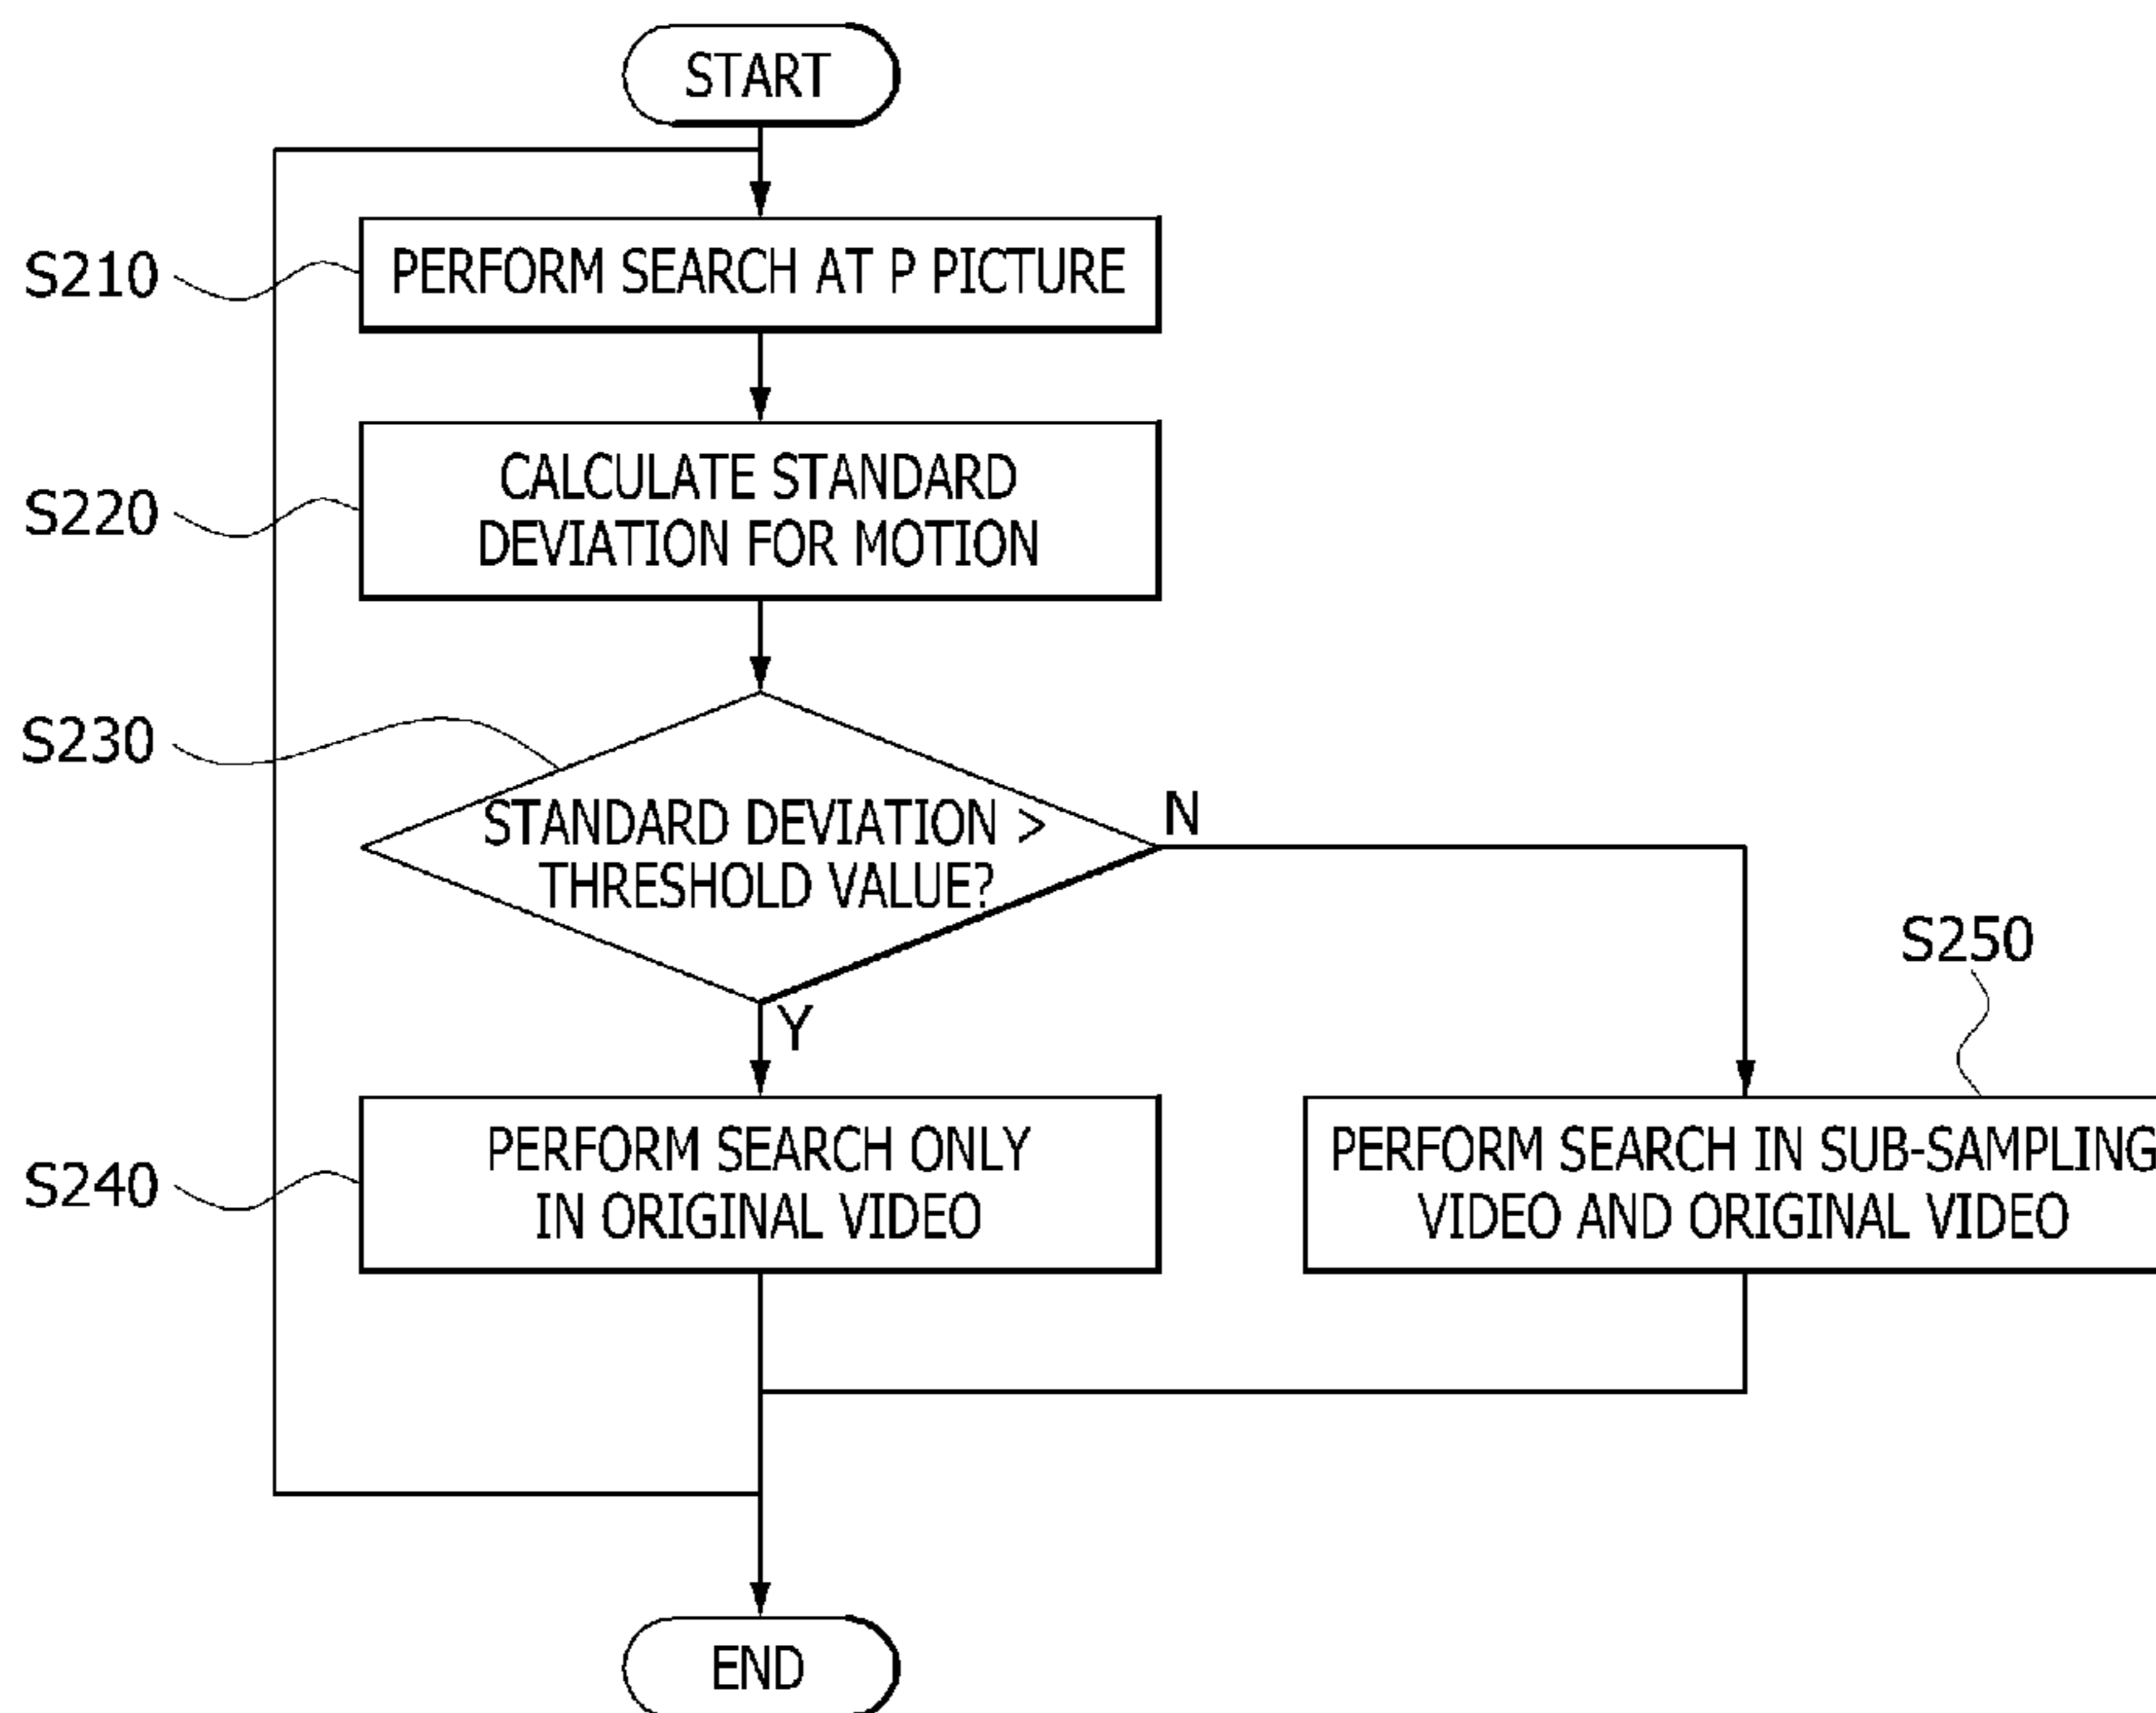 START
S210
PERFORM SEARCH AT P PICTURE
S220
CALCULATE STANDARD
DEVIATION FOR MOTION
S230
STANDARD DEVIATION >
THRESHOLD VALUE?
N
Y
S250
S240
PERFORM SEARCH ONLY
IN ORIGINAL VIDEO
PERFORM SEARCH IN SUB-SAMPLING
VIDEO AND ORIGINAL VIDEO
END